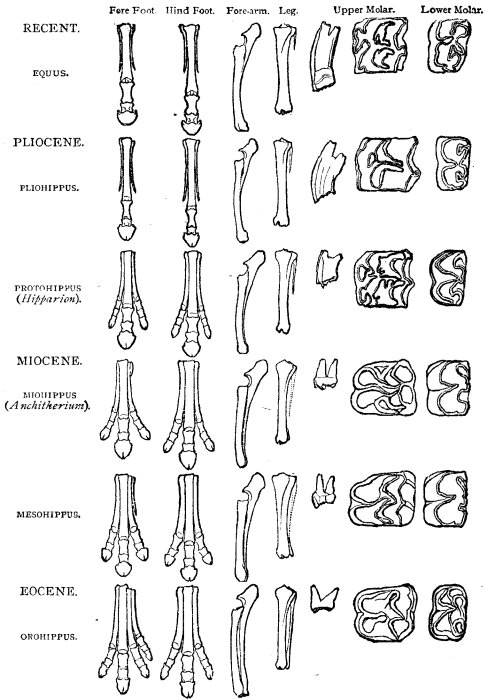 Fore Foot. Hind Foot. Fore-arm. Leg. Upper Molar. Lower Molar.
RECENT.
EQUUS.
PLIOCENE.
PLIOHIPPUS.
PROTOHIPPUS
(Hipparion).
MIOCENE.
MIOHIPPUS
(Anchitherium).
MESOHIPPUS.
EOCENE.
OROHIPPUS.